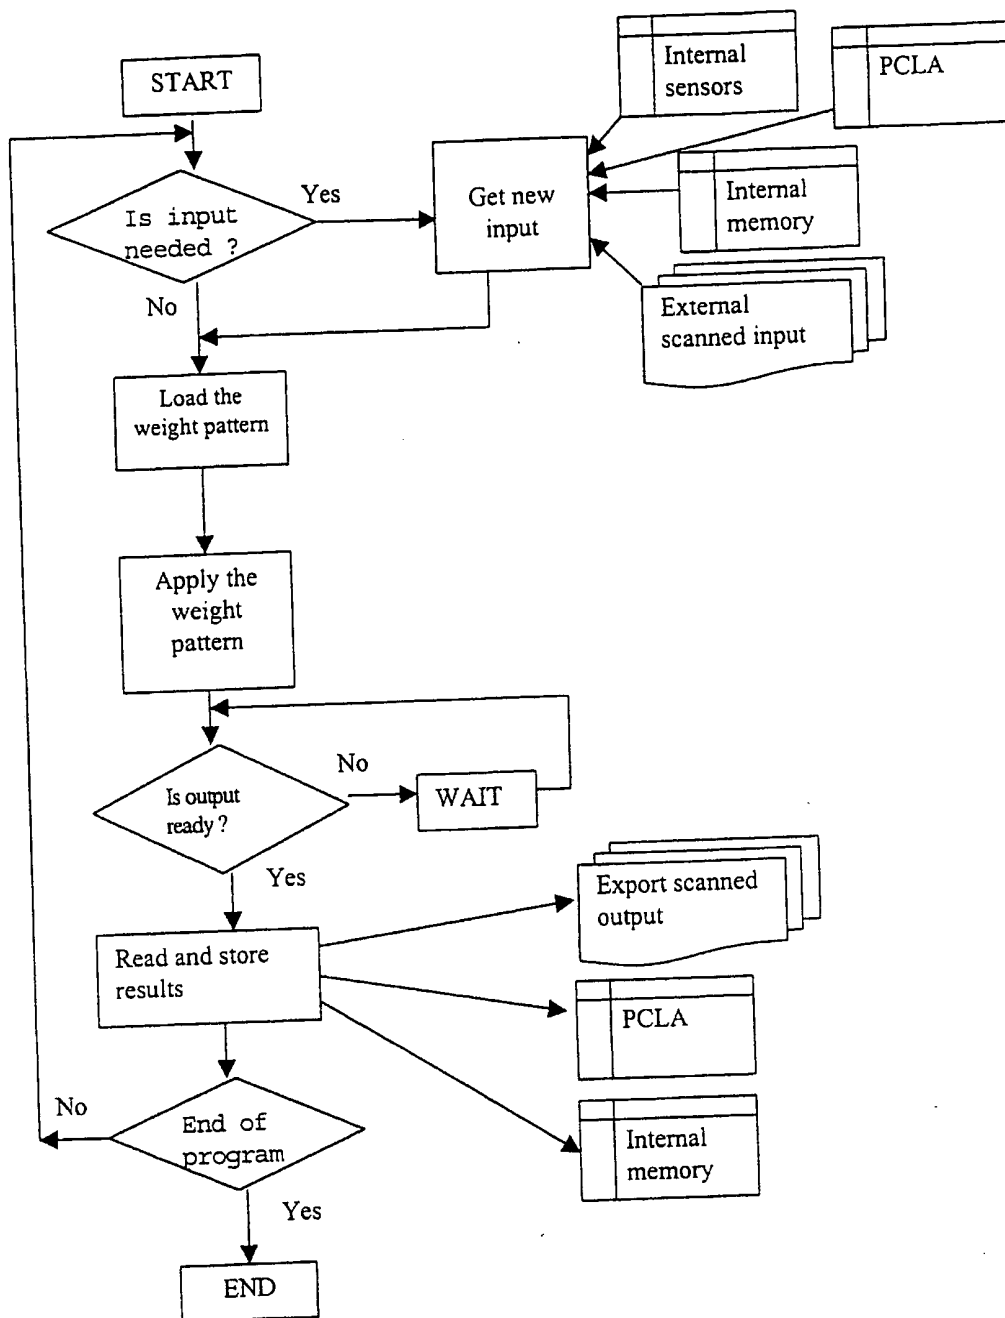 START
Internal
sensors
PCLA
Yes
Is input
needed ?
Get new
input
Internal
memory
No
External
scanned input
Load the
weight pattern
Apply the
weight
pattern
No
Is output
ready ?
WAIT
Yes
Export scanned
output
Read and store
results
PCLA
No
End of
program
Internal
memory
Yes
END